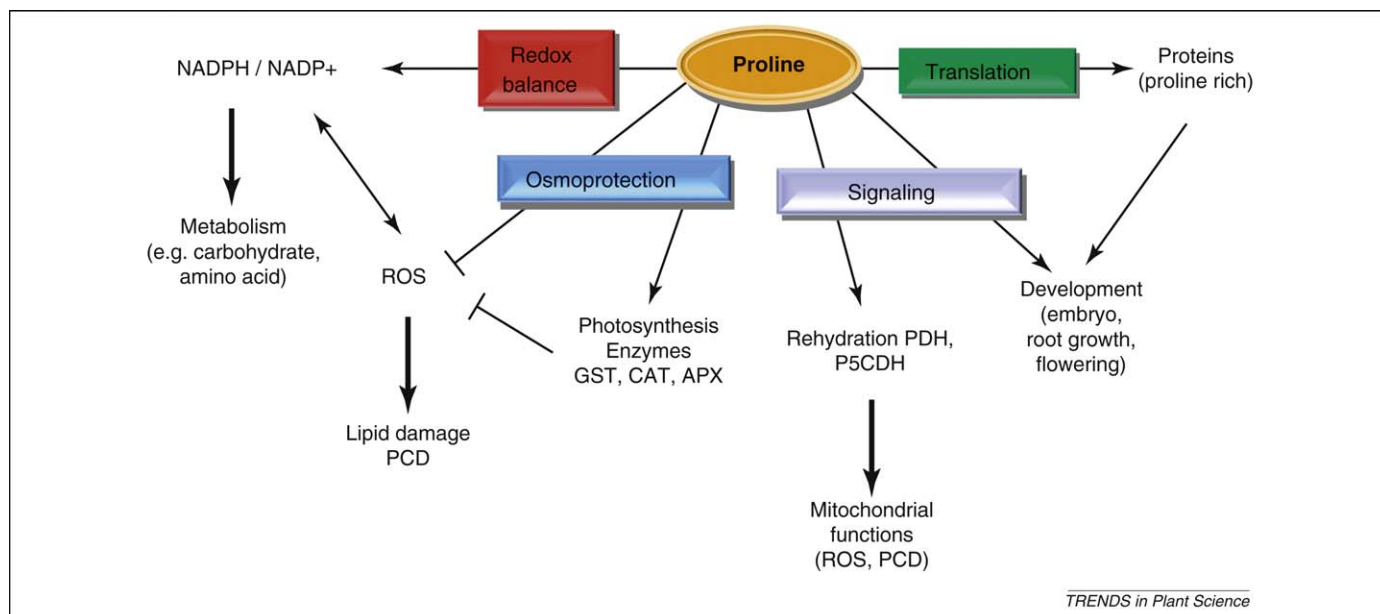 NADPH / NADP+
Redox
balance
Proline
Translation
Proteins
(proline rich)
Osmoprotection
Signaling
Metabolism
(e.g. carbohydrate,
amino acid)
ROS
Photosynthesis
Enzymes
GST, CAT, APX
Rehydration PDH,
P5CDH
Development
(embryo,
root growth,
flowering)
Lipid damage
PCD
Mitochondrial
functions
(ROS, PCD)
TRENDS in Plant Science